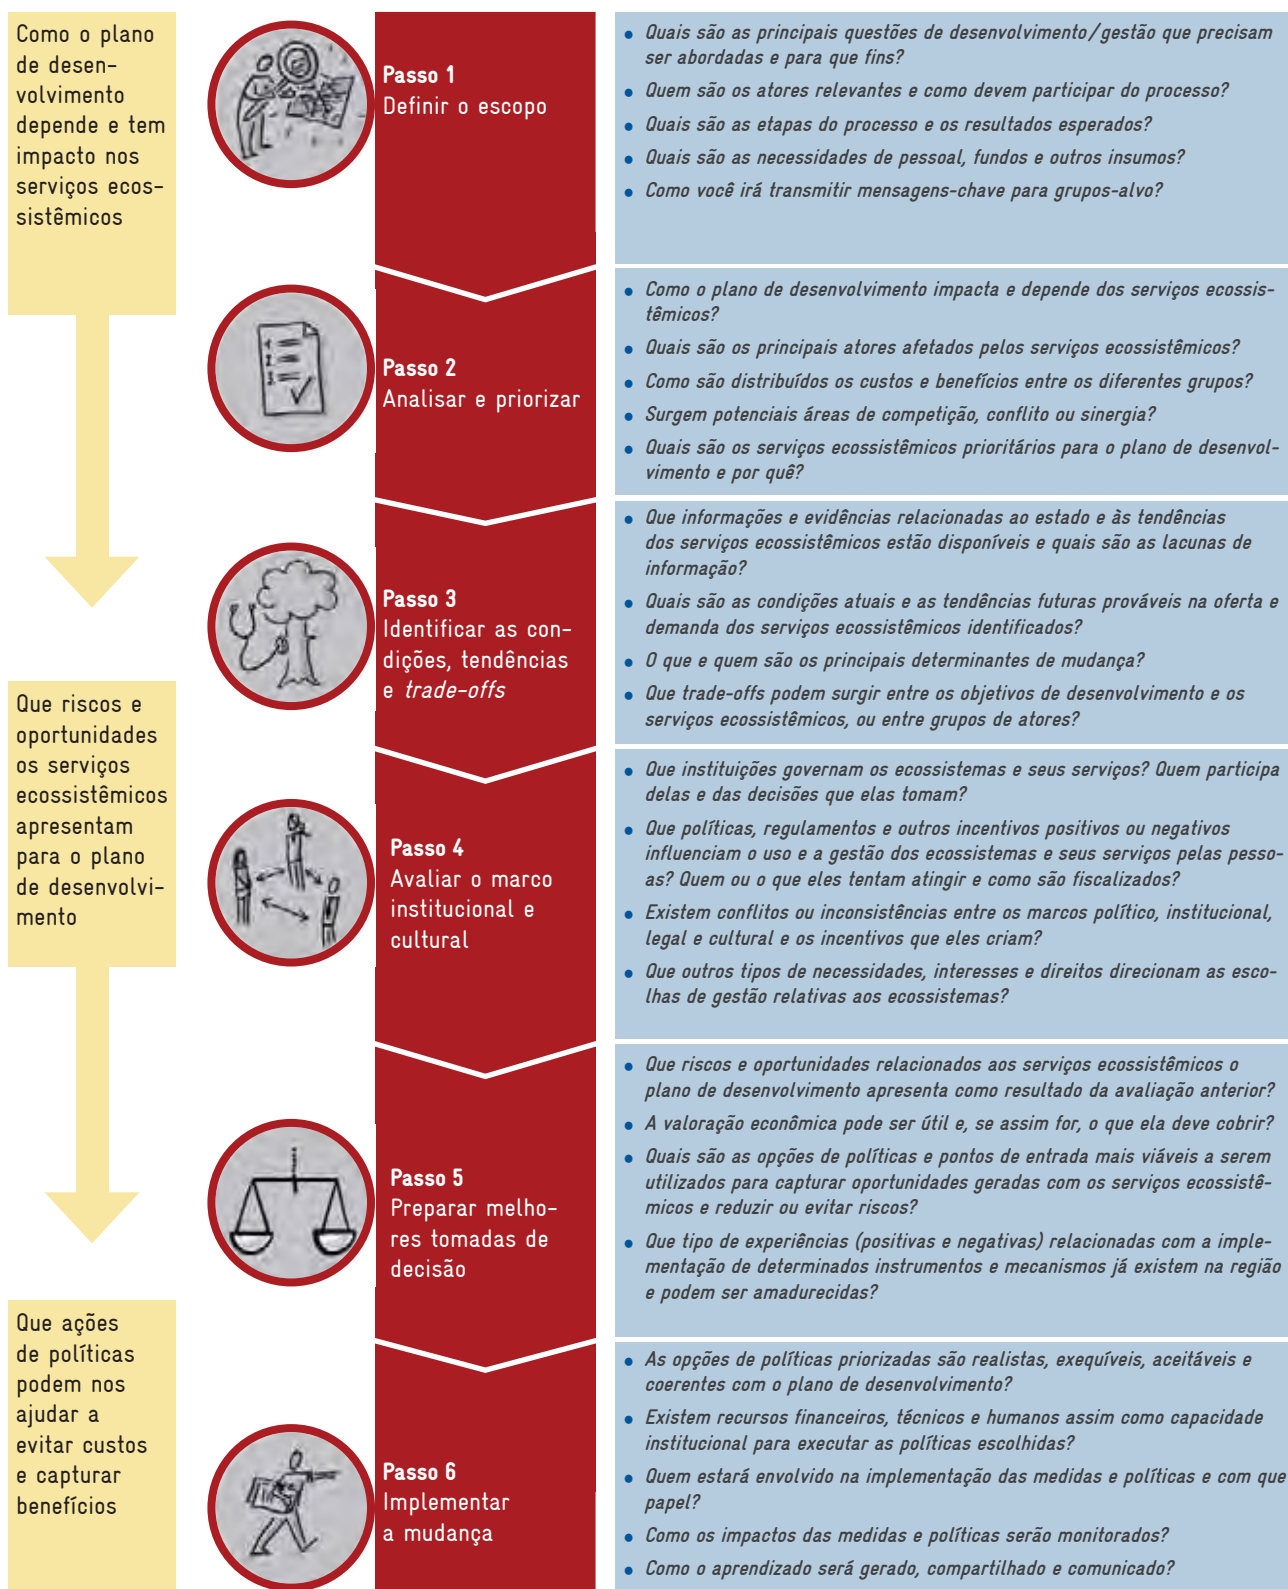 Como o plano
de desen-
volvimento
depende e tem
impacto nos
serviços ecos-
sistêmicos
Passo 1
Definir o escopo
• Quais são as principais questões de desenvolvimento/gestão que precisam
ser abordadas e para que fins?
• Quem são os atores relevantes e como devem participar do processo?
• Quais são as etapas do processo e os resultados esperados?
• Quais são as necessidades de pessoal, fundos e outros insumos?
• Como você irá transmitir mensagens-chave para grupos-alvo?
Passo 2
Analisar e priorizar
• Como o plano de desenvolvimento impacta e depende dos serviços ecossis-
têmicos?
• Quais são os principais atores afetados pelos serviços ecossistêmicos?
• Como são distribuídos os custos e benefícios entre os diferentes grupos?
• Surgem potenciais áreas de competição, conflito ou sinergia?
• Quais são os serviços ecossistêmicos prioritários para o plano de desenvol-
vimento e por quê?
Passo 3
Identificar as con-
dições, tendências
e trade-offs
• Que informações e evidências relacionadas ao estado e às tendências
dos serviços ecossistêmicos estão disponíveis e quais são as lacunas de
informação?
• Quais são as condições atuais e as tendências futuras prováveis na oferta e
demanda dos serviços ecossistêmicos identificados?
• O que e quem são os principais determinantes de mudança?
• Que trade-offs podem surgir entre os objetivos de desenvolvimento e os
serviços ecossistêmicos, ou entre grupos de atores?
Que riscos e
oportunidades
os serviços
ecossistêmicos
apresentam
para o plano
de desenvolvi-
mento
Passo 4
Avaliar o marco
institucional e
cultural
• Que instituições governam os ecossistemas e seus serviços? Quem participa
delas e das decisões que elas tomam?
• Que políticas, regulamentos e outros incentivos positivos ou negativos
influenciam o uso e a gestão dos ecossistemas e seus serviços pelas pesso-
as? Quem ou o que eles tentam atingir e como são fiscalizados?
• Existem conflitos ou inconsistências entre os marcos político, institucional,
legal e cultural e os incentivos que eles criam?
• Que outros tipos de necessidades, interesses e direitos direcionam as esco-
lhas de gestão relativas aos ecossistemas?
Passo 5
Preparar melho-
res tomadas de
decisão
• Que riscos e oportunidades relacionados aos serviços ecossistêmicos o
plano de desenvolvimento apresenta como resultado da avaliação anterior?
• A valoração econômica pode ser útil e, se assim for, o que ela deve cobrir?
• Quais são as opções de políticas e pontos de entrada mais viáveis a serem
utilizados para capturar oportunidades geradas com os serviços ecossistê-
micos e reduzir ou evitar riscos?
• Que tipo de experiências (positivas e negativas) relacionadas com a imple-
mentação de determinados instrumentos e mecanismos já existem na região
e podem ser amadurecidas?
Que ações
de políticas
podem nos
ajudar a
evitar custos
e capturar
benefícios
Passo 6
Implementar
a mudança
• As opções de políticas priorizadas são realistas, exequíveis, aceitáveis e
coerentes com o plano de desenvolvimento?
• Existem recursos financeiros, técnicos e humanos assim como capacidade
institucional para executar as políticas escolhidas?
• Quem estará envolvido na implementação das medidas e políticas e com que
papel?
• Como os impactos das medidas e políticas serão monitorados?
• Como o aprendizado será gerado, compartilhado e comunicado?